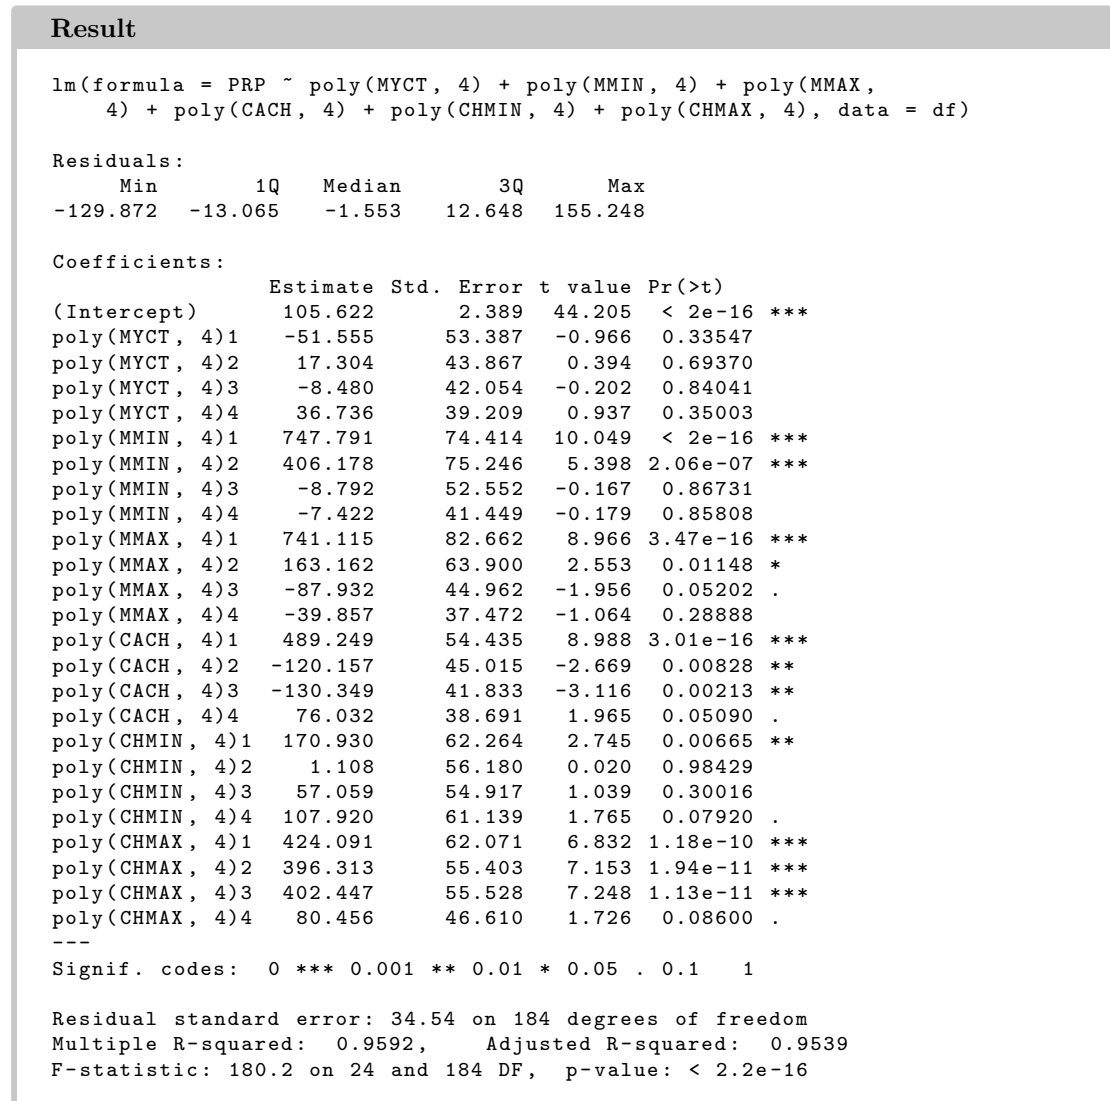 Result
lm(formula = PRP ~ poly(MYCT, 4) + poly(MMIN, 4) + poly(MMAX,
    4) + poly(CACH, 4) + poly(CHMIN, 4) + poly(CHMAX, 4), data = df)
Residuals:
     Min       1Q   Median       3Q      Max
-129.872  -13.065   -1.553   12.648  155.248
Coefficients:
                Estimate Std. Error t value Pr(>t)
(Intercept)      105.622      2.389  44.205  < 2e-16 ***
poly(MYCT, 4)1   -51.555     53.387  -0.966  0.33547
poly(MYCT, 4)2    17.304     43.867   0.394  0.69370
poly(MYCT, 4)3    -8.480     42.054  -0.202  0.84041
poly(MYCT, 4)4    36.736     39.209   0.937  0.35003
poly(MMIN, 4)1   747.791     74.414  10.049  < 2e-16 ***
poly(MMIN, 4)2   406.178     75.246   5.398 2.06e-07 ***
poly(MMIN, 4)3    -8.792     52.552  -0.167  0.86731
poly(MMIN, 4)4    -7.422     41.449  -0.179  0.85808
poly(MMAX, 4)1   741.115     82.662   8.966 3.47e-16 ***
poly(MMAX, 4)2   163.162     63.900   2.553  0.01148 *
poly(MMAX, 4)3   -87.932     44.962  -1.956  0.05202 .
poly(MMAX, 4)4   -39.857     37.472  -1.064  0.28888
poly(CACH, 4)1   489.249     54.435   8.988 3.01e-16 ***
poly(CACH, 4)2  -120.157     45.015  -2.669  0.00828 **
poly(CACH, 4)3  -130.349     41.833  -3.116  0.00213 **
poly(CACH, 4)4    76.032     38.691   1.965  0.05090 .
poly(CHMIN, 4)1  170.930     62.264   2.745  0.00665 **
poly(CHMIN, 4)2    1.108     56.180   0.020  0.98429
poly(CHMIN, 4)3   57.059     54.917   1.039  0.30016
poly(CHMIN, 4)4  107.920     61.139   1.765  0.07920 .
poly(CHMAX, 4)1  424.091     62.071   6.832 1.18e-10 ***
poly(CHMAX, 4)2  396.313     55.403   7.153 1.94e-11 ***
poly(CHMAX, 4)3  402.447     55.528   7.248 1.13e-11 ***
poly(CHMAX, 4)4   80.456     46.610   1.726  0.08600 .
---
Signif. codes:  0 *** 0.001 ** 0.01 * 0.05 . 0.1   1
Residual standard error: 34.54 on 184 degrees of freedom
Multiple R-squared:  0.9592,    Adjusted R-squared:  0.9539
F-statistic: 180.2 on 24 and 184 DF,  p-value: < 2.2e-16